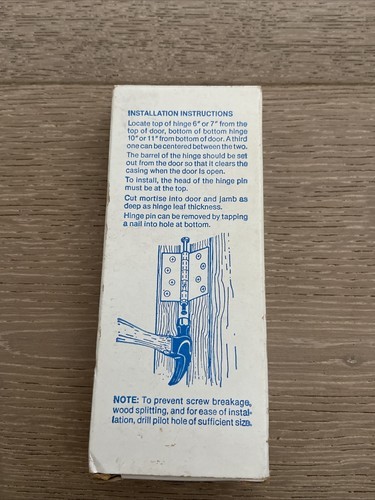 INSTALLATION INSTRUCTIONS
Locate top of hinge 6" or 7" from the
top of door, bottom of bottom hinge
10" or 11" from bottom of door. A third
one can be centered between the two.
The barrel of the hinge should be set
out from the door so that it clears the
casing when the door is open.
To install, the head of the hinge pin
must be at the top.
Cut mortise into door and jamb as
deep as hinge leaf thickness.
Hinge pin can be removed by tapping
a nail into hole at bottom.
NOTE: To prevent screw breakage,
wood splitting, and for ease of instal-
lation, drill pilot hole of sufficient size.